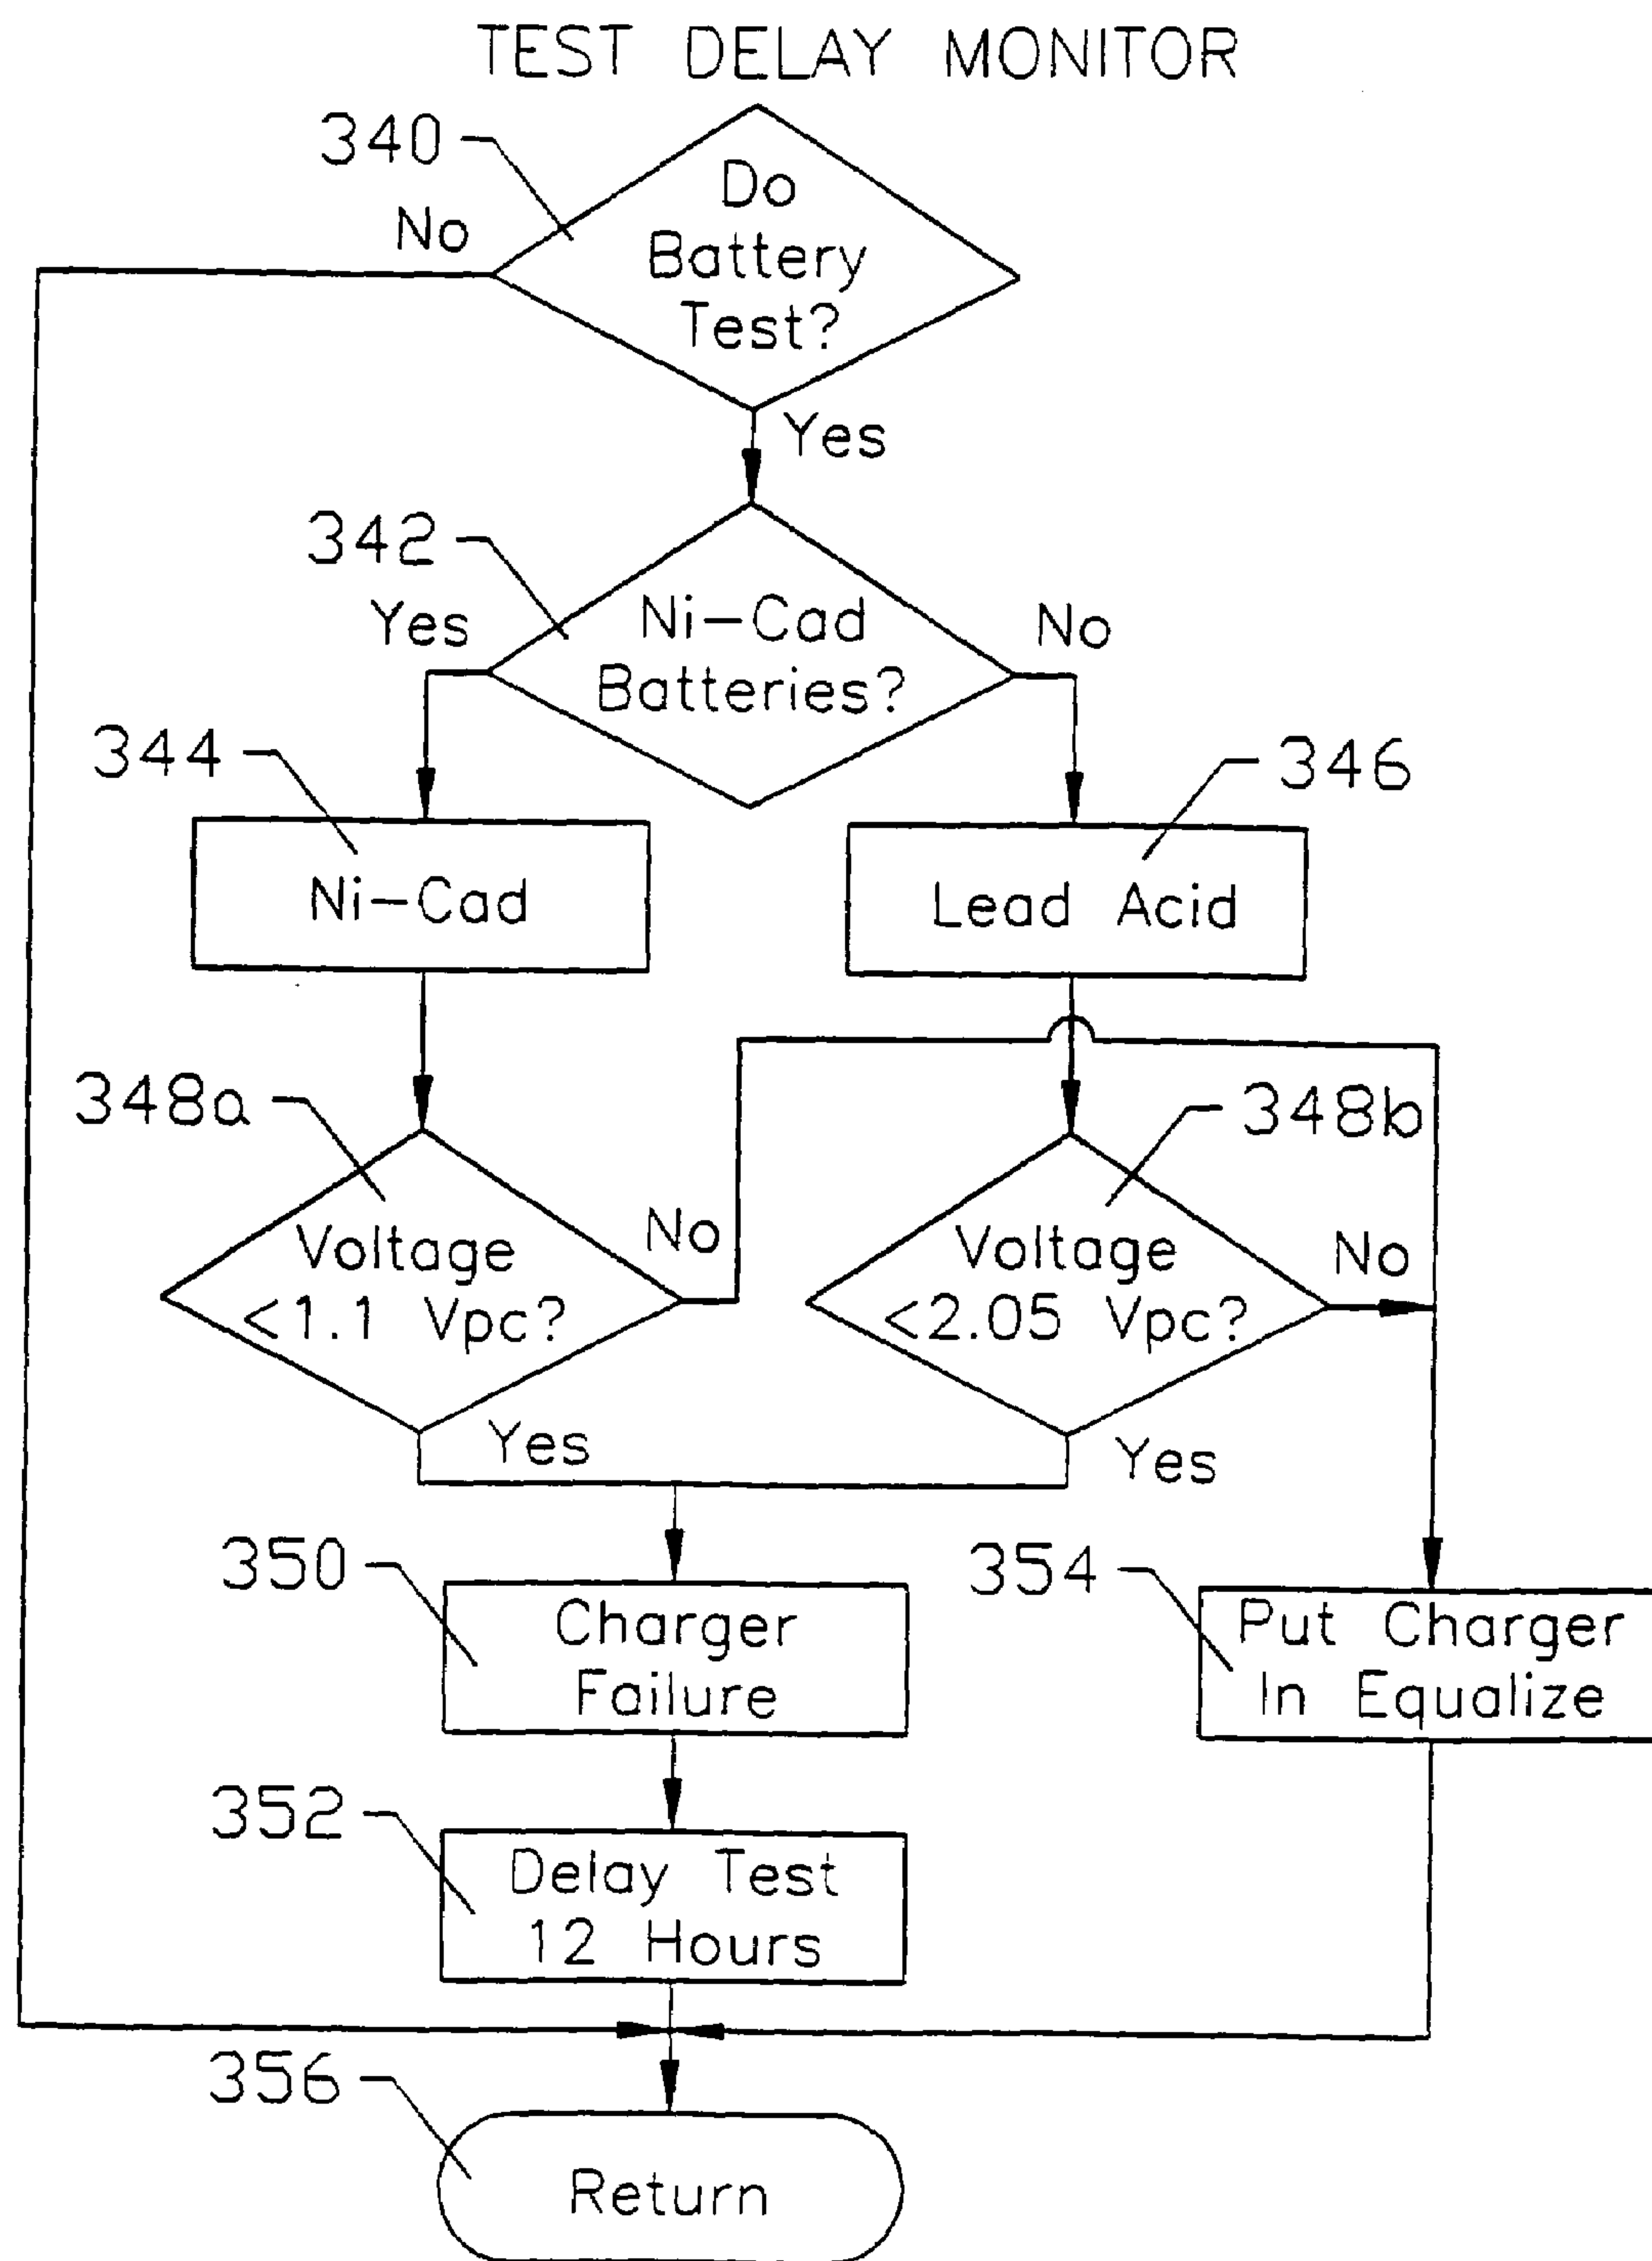 TEST DELAY MONITOR
340
No
Do
Battery
Test?
Yes
342
Yes
Ni-Cad
Batteries?
No
344
346
Ni-Cad
Lead Acid
348a
348b
Voltage
<1.1 Vpc?
No
Voltage
<2.05 Vpc?
No
Yes
Yes
350
Charger
Failure
354
Put Charger
In Equalize
352
Delay Test
12 Hours
356
Return